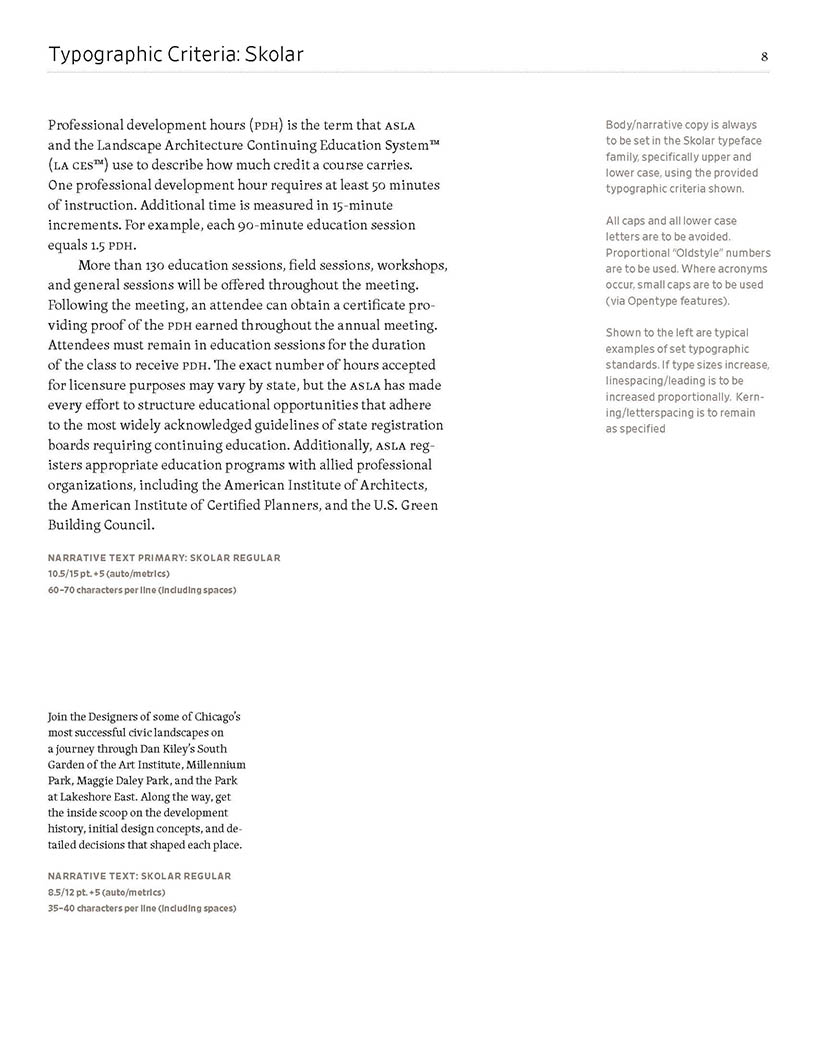 Typographic Criteria: Skolar
8
Professional development hours (PDH) is the term that ASLA
and the Landscape Architecture Continuing Education System™
(LA CES™) use to describe how much credit a course carries.
One professional development hour requires at least 50 minutes
of instruction. Additional time is measured in 15-minute
increments. For example, each 90-minute education session
equals 1.5 PDH.
More than 130 education sessions, field sessions, workshops,
and general sessions will be offered throughout the meeting.
Following the meeting, an attendee can obtain a certificate pro-
viding proof of the PDH earned throughout the annual meeting.
Attendees must remain in education sessions for the duration
of the class to receive PDH. The exact number of hours accepted
for licensure purposes may vary by state, but the ASLA has made
every effort to structure educational opportunities that adhere
to the most widely acknowledged guidelines of state registration
boards requiring continuing education. Additionally, ASLA reg-
isters appropriate education programs with allied professional
organizations, including the American Institute of Architects,
the American Institute of Certified Planners, and the U.S. Green
Building Council.
NARRATIVE TEXT PRIMARY: SKOLAR REGULAR
10.5/15 pt. +5 (auto/metrics)
60–70 characters per line (including spaces)
Join the Designers of some of Chicago’s
most successful civic landscapes on
a journey through Dan Kiley’s South
Garden of the Art Institute, Millennium
Park, Maggie Daley Park, and the Park
at Lakeshore East. Along the way, get
the inside scoop on the development
history, initial design concepts, and de-
tailed decisions that shaped each place.
NARRATIVE TEXT: SKOLAR REGULAR
8.5/12 pt. +5 (auto/metrics)
35–40 characters per line (including spaces)
Body/narrative copy is always
to be set in the Skolar typeface
family, specifically upper and
lower case, using the provided
typographic criteria shown.
All caps and all lower case
letters are to be avoided.
Proportional “Oldstyle” numbers
are to be used. Where acronyms
occur, small caps are to be used
(via Opentype features).
Shown to the left are typical
examples of set typographic
standards. If type sizes increase,
linespacing/leading is to be
increased proportionally. Kern-
ing/letterspacing is to remain
as specified